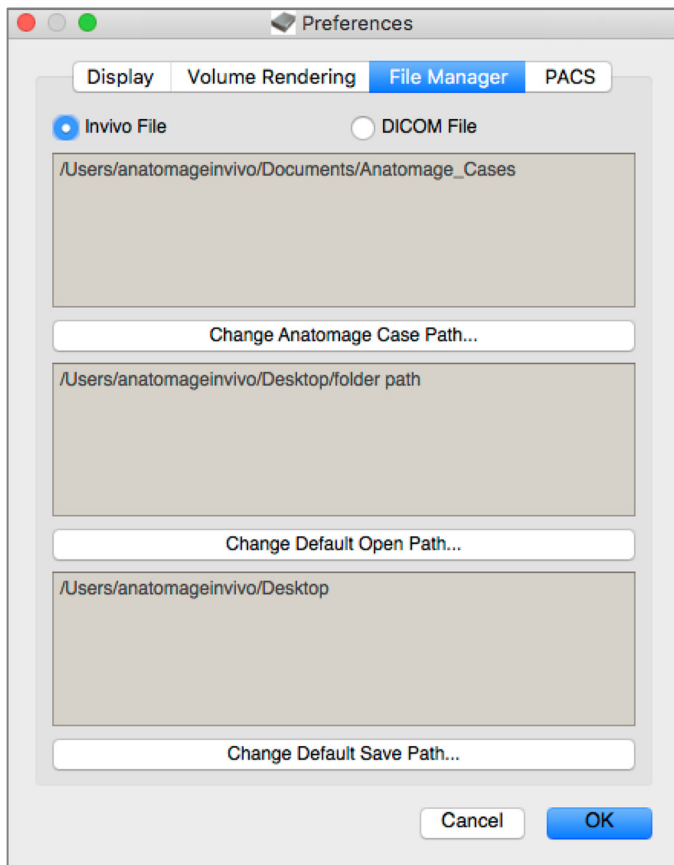 Preferences
Display Volume Rendering File Manager PACS
Invivo File DICOM File
/Users/anatomageinvivo/Documents/Anatomage_Cases
Change Anatomage Case Path...
/Users/anatomageinvivo/Desktop/folder path
Change Default Open Path...
/Users/anatomageinvivo/Desktop
Change Default Save Path...
Cancel OK